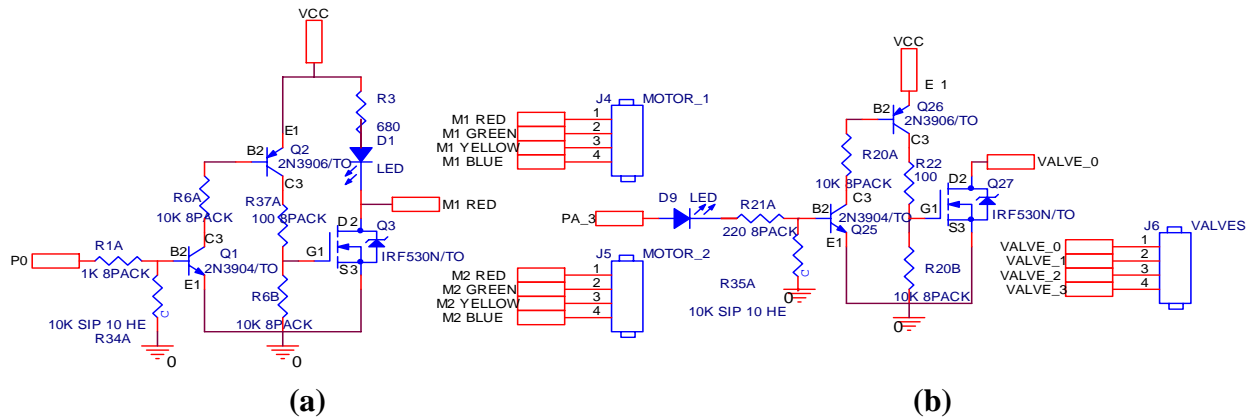 VCC
R3
680
D1
LED
E1
B2
Q2
2N3906/TO
C3
R6A
10K 8PACK
R37A
100 8PACK
M1 RED
D2
Q3
G1
IRF530N/TO
S3
C3
P0
R1A
1K 8PACK
B2
Q1
2N3904/TO
E1
R6B
10K 8PACK
10K 8PACK
C
10K SIP 10 HE
R34A
0
0
(a)
J4
MOTOR_1
M1 RED
1
M1 GREEN
2
M1 YELLOW
3
M1 BLUE
4
J5
MOTOR_2
M2 RED
1
M2 GREEN
2
M2 YELLOW
3
M2 BLUE
4
VCC
E 1
B2
Q26
2N3906/TO
C3
R20A
10K 8PACK
R22
100
VALVE_0
D2
Q27
G1
IRF530N/TO
S3
PA_3
D9
LED
R21A
220 8PACK
C3
B2
2N3904/TO
Q25
E1
R35A
C
0
10K SIP 10 HE
R20B
10K 8PACK
0
J6
VALVES
VALVE_0
1
VALVE_1
2
VALVE_2
3
VALVE_3
4
(b)